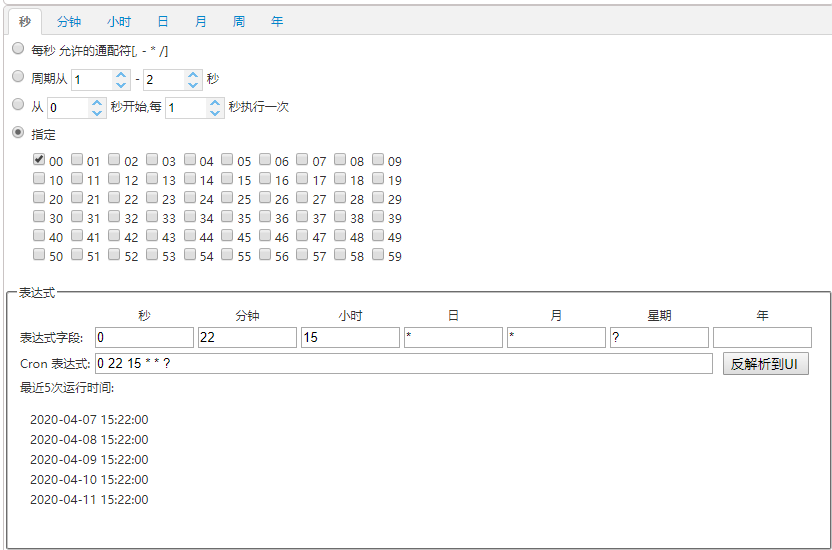 秒 分钟 小时 日 月 周 年
每秒 允许的通配符[, - * /]
周期从 1 - 2 秒
从 0 秒开始,每 1 秒执行一次
指定
00 01 02 03 04 05 06 07 08 09
10 11 12 13 14 15 16 17 18 19
20 21 22 23 24 25 26 27 28 29
30 31 32 33 34 35 36 37 38 39
40 41 42 43 44 45 46 47 48 49
50 51 52 53 54 55 56 57 58 59
表达式
秒 分钟 小时 日 月 星期 年
表达式字段: 0 22 15 * * ?
Cron 表达式: 0 22 15 * * ? 反解析到UI
最近5次运行时间:
2020-04-07 15:22:00
2020-04-08 15:22:00
2020-04-09 15:22:00
2020-04-10 15:22:00
2020-04-11 15:22:00